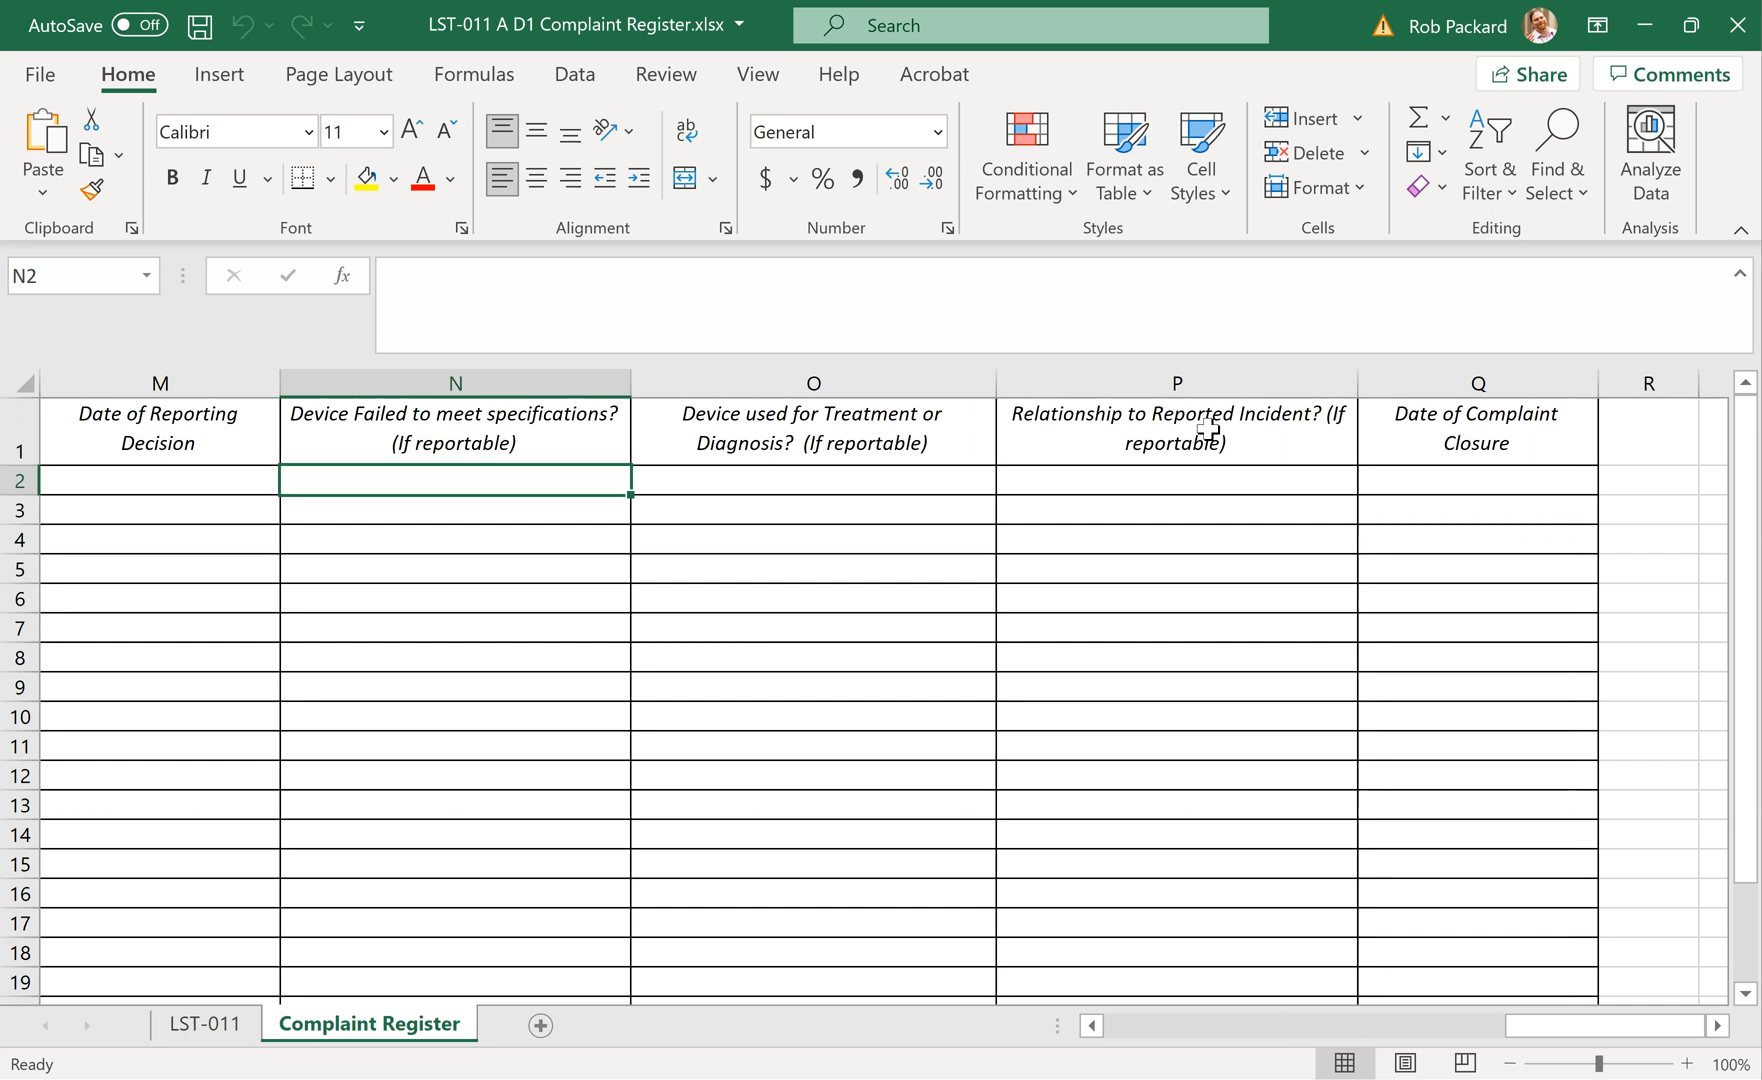 AutoSave Off LST-011 A D1 Complaint Register.xlsx Search Rob Packard
File Home Insert Page Layout Formulas Data Review View Help Acrobat Share Comments
Paste
Calibri 11
B I U
ab
General
$ % 9
Conditional
Formatting
Format as
Table
Cell
Styles
Insert
Delete
Format
Sort &
Filter
Find &
Select
Analyze
Data
Clipboard Font Alignment Number Styles Cells Editing Analysis
N2 fx
M N O P Q R
1
Date of Reporting
Decision
Device Failed to meet specifications?
(If reportable)
Device used for Treatment or
Diagnosis? (If reportable)
Relationship to Reported Incident? (If
reportable)
Date of Complaint
Closure
2
3
4
5
6
7
8
9
10
11
12
13
14
15
16
17
18
19
LST-011 Complaint Register
Ready 100%